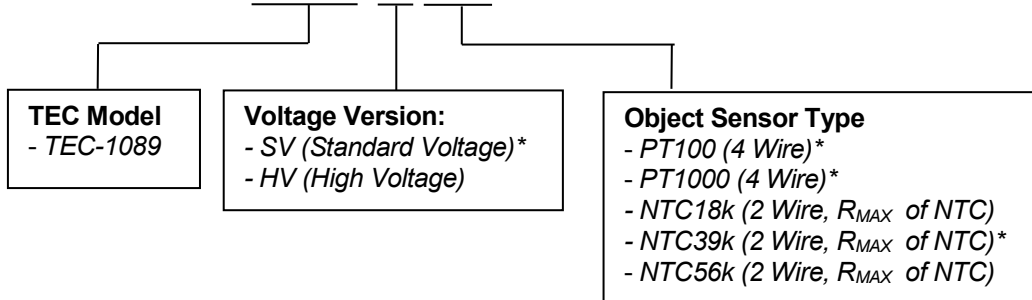 TEC Model
- TEC-1089
Voltage Version:
- SV (Standard Voltage)*
- HV (High Voltage)
Object Sensor Type
- PT100 (4 Wire)*
- PT1000 (4 Wire)*
- NTC18k (2 Wire, RMAX of NTC)
- NTC39k (2 Wire, RMAX of NTC)*
- NTC56k (2 Wire, RMAX of NTC)